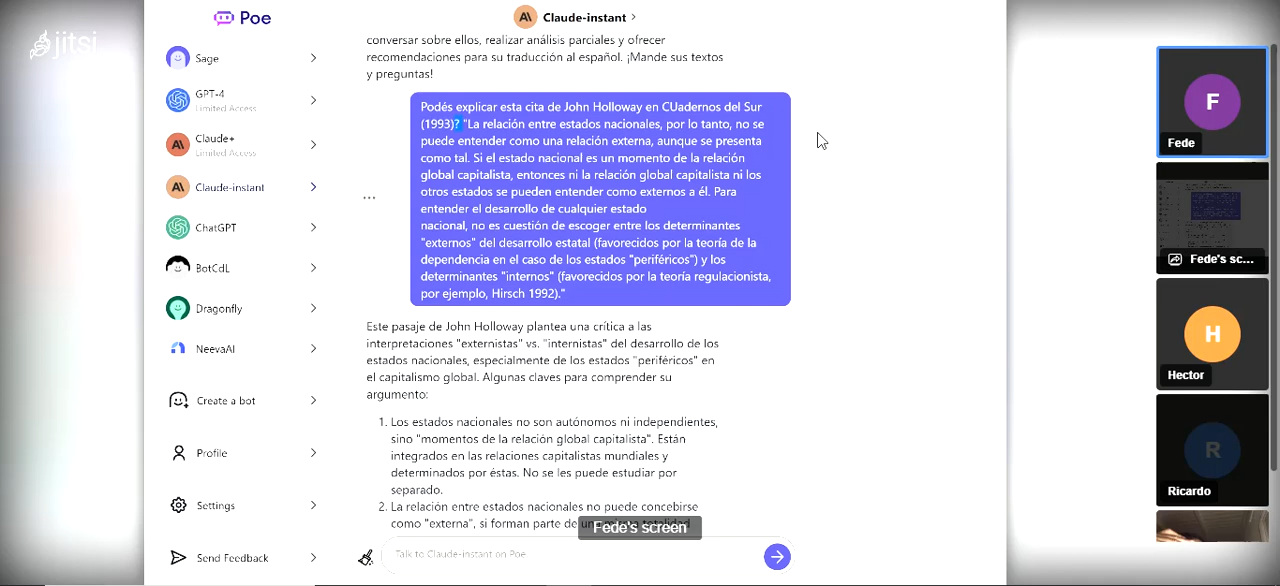 jitsi
Poe
Sage
GPT-4
Limited Access
Claude+
Limited Access
Claude-instant
ChatGPT
BotCdL
Dragonfly
NeevaAI
Create a bot
Profile
Settings
Send Feedback
Claude-instant
conversar sobre ellos, realizar análisis parciales y ofrecer
recomendaciones para su traducción al español. ¡Mande sus textos
y preguntas!
Podés explicar esta cita de John Holloway en CUadernos del Sur
(1993)? "La relación entre estados nacionales, por lo tanto, no se
puede entender como una relación externa, aunque se presenta
como tal. Si el estado nacional es un momento de la relación
global capitalista, entonces ni la relación global capitalista ni los
otros estados se pueden entender como externos a él. Para
entender el desarrollo de cualquier estado
nacional, no es cuestión de escoger entre los determinantes
"externos" del desarrollo estatal (favorecidos por la teoría de la
dependencia en el caso de los estados "periféricos") y los
determinantes "internos" (favorecidos por la teoría regulacionista,
por ejemplo, Hirsch 1992)."
Este pasaje de John Holloway plantea una crítica a las
interpretaciones "externistas" vs. "internistas" del desarrollo de los
estados nacionales, especialmente de los estados "periféricos" en
el capitalismo global. Algunas claves para comprender su
argumento:
1. Los estados nacionales no son autónomos ni independientes,
sino "momentos de la relación global capitalista". Están
integrados en las relaciones capitalistas mundiales y
determinados por éstas. No se les puede estudiar por
separado.
2. La relación entre estados nacionales no puede concebirse
como "externa", si forman parte de una misma totalidad
Fede's screen
Talk to Claude-instant on Poe
F
Fede
Fede's sc...
H
Hector
R
Ricardo